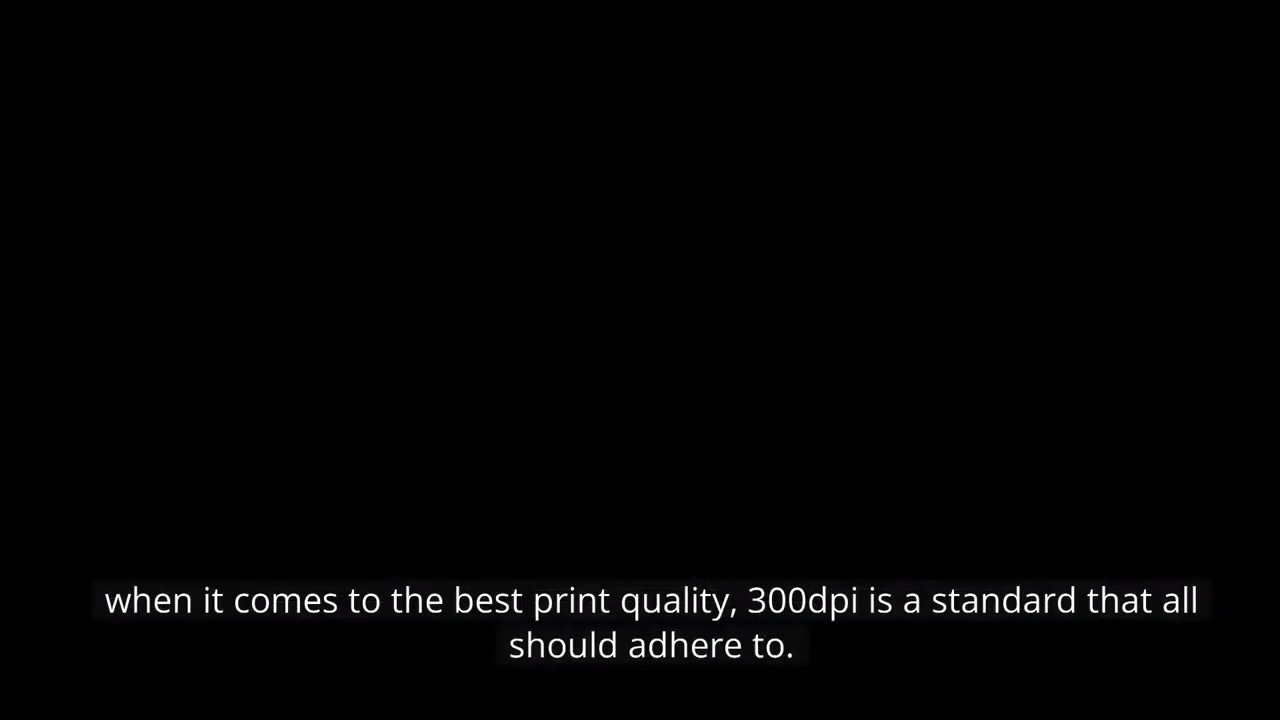 when it comes to the best print quality, 300dpi is a standard that all
should adhere to.